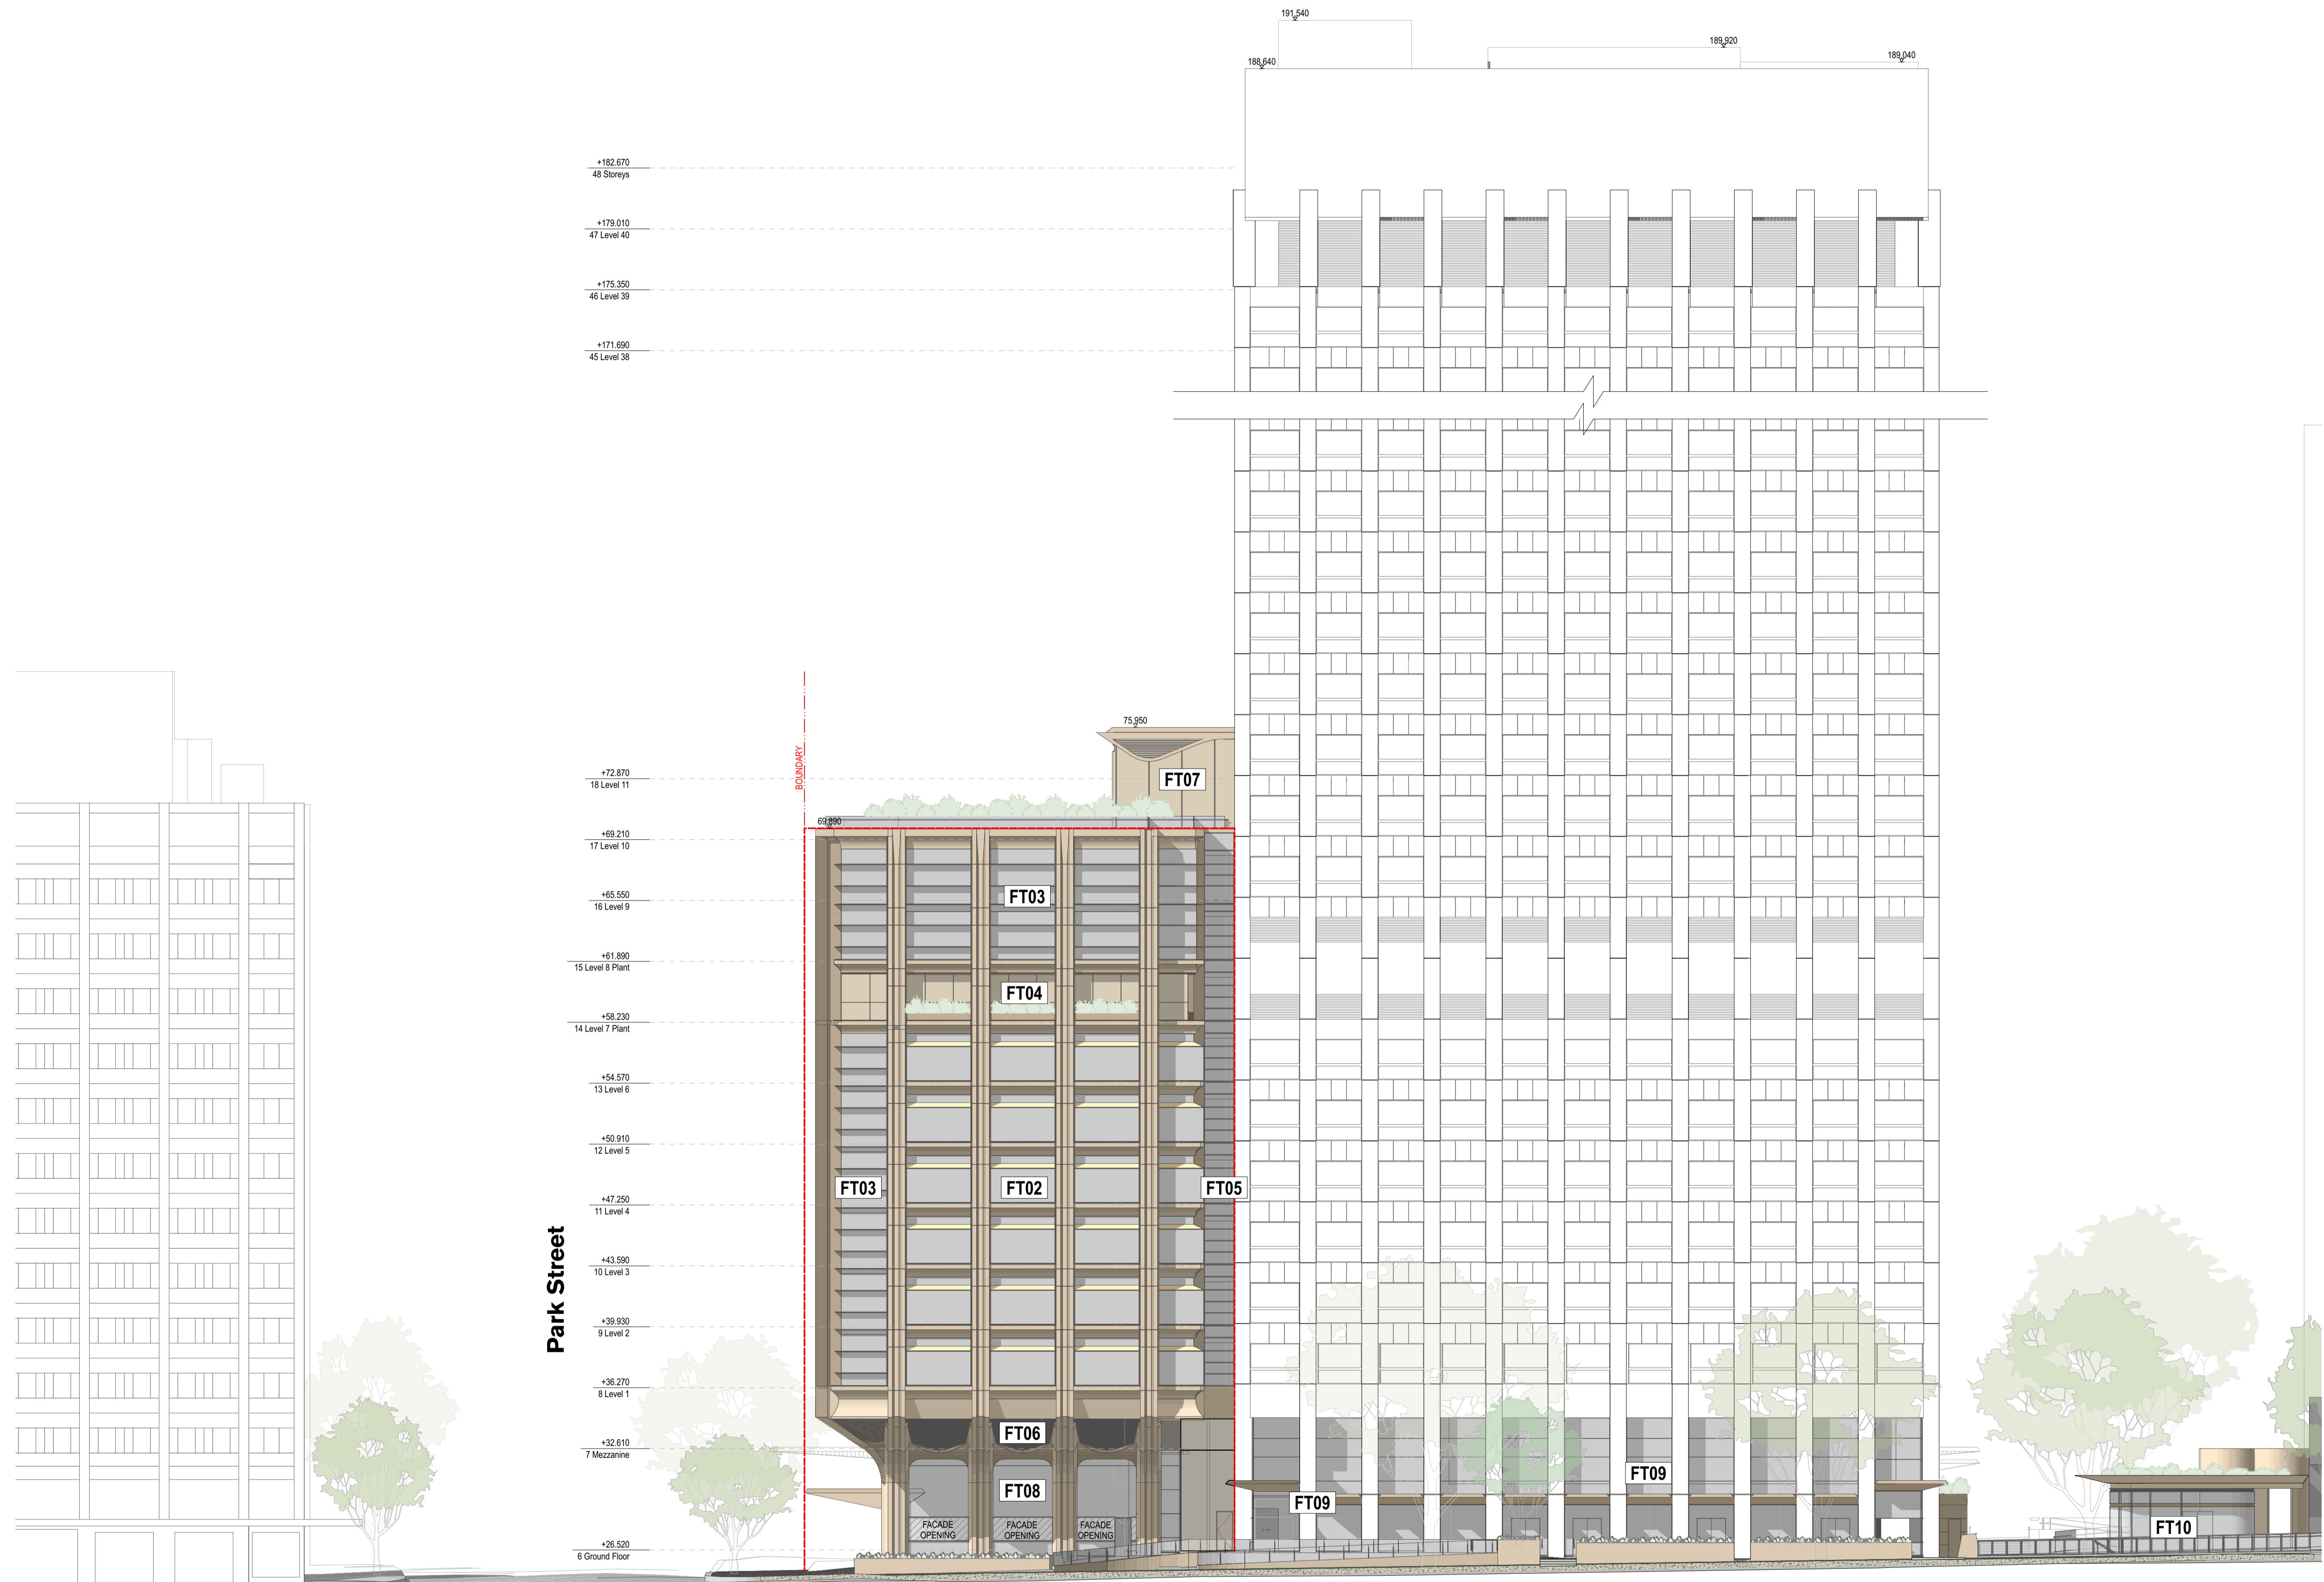 191,540
189,920
189,040
188,640
+182.670
48 Storeys
+179.010
47 Level 40
+175.350
46 Level 39
+171.690
45 Level 38
75,950
BOUNDARY
+72.870
18 Level 11
FT07
69,890
+69.210
17 Level 10
+65.550
16 Level 9
FT03
+61.890
15 Level 8 Plant
FT04
+58.230
14 Level 7 Plant
+54.570
13 Level 6
+50.910
12 Level 5
FT03
FT02
FT05
+47.250
11 Level 4
Park Street
+43.590
10 Level 3
+39.930
9 Level 2
+36.270
8 Level 1
FT06
+32.610
7 Mezzanine
FT09
FT08
FT09
FACADE
OPENING
FACADE
OPENING
FACADE
OPENING
FT10
+26.520
6 Ground Floor